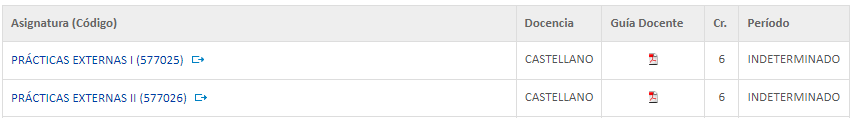 Asignatura (Código) Docencia Guía Docente Cr. Período
PRÁCTICAS EXTERNAS I (577025) CASTELLANO 6 INDETERMINADO
PRÁCTICAS EXTERNAS II (577026) CASTELLANO 6 INDETERMINADO